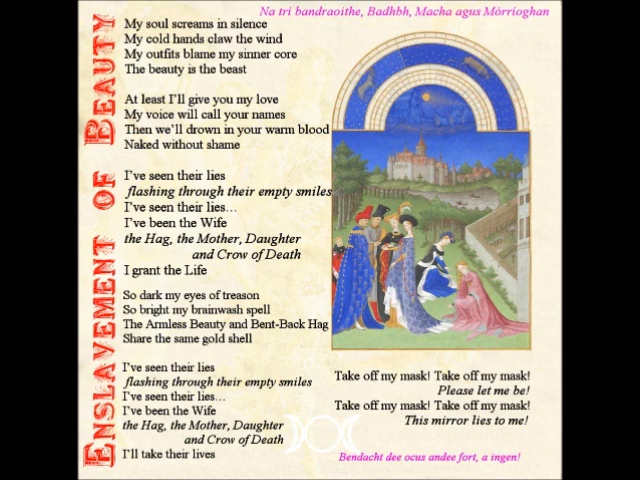 Na tri bandraoithe, Badhbh, Macha agus Mórríoghan
Enslavement of Beauty
My soul screams in silence
My cold hands claw the wind
My outfits blame my sinner core
The beauty is the beast
At least I'll give you my love
My voice will call your names
Then we'll drown in your warm blood
Naked without shame
I've seen their lies
flashing through their empty smiles
I've seen their lies…
I've been the Wife
the Hag, the Mother, Daughter
and Crow of Death
I grant the Life
So dark my eyes of treason
So bright my brainwash spell
The Armless Beauty and Bent-Back Hag
Share the same gold shell
I've seen their lies
flashing through their empty smiles
I've seen their lies…
I've been the Wife
the Hag, the Mother, Daughter
and Crow of Death
I'll take their lives
Take off my mask! Take off my mask!
Please let me be!
Take off my mask! Take off my mask!
This mirror lies to me!
Bendacht dee ocus andee fort, a ingen!